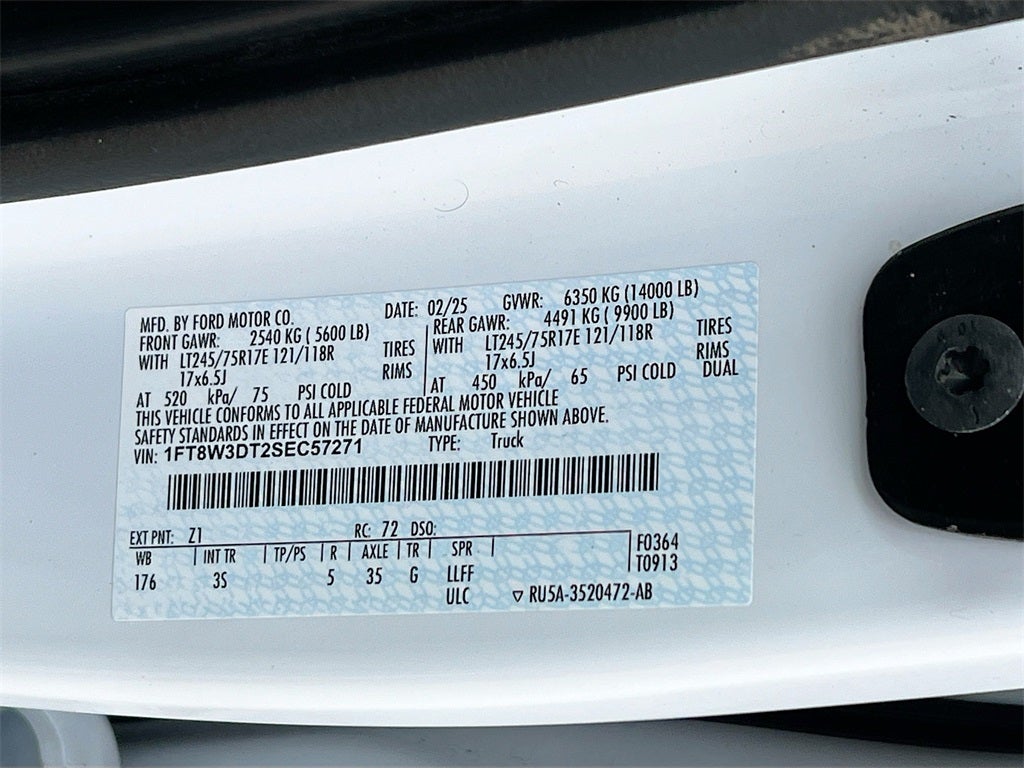 MFD. BY FORD MOTOR CO. DATE: 02/25 GVWR: 6350 KG (14000 LB)
FRONT GAWR: 2540 KG ( 5600 LB) REAR GAWR: 4491 KG ( 9900 LB)
WITH LT245/75R17E 121/118R TIRES WITH LT245/75R17E 121/118R TIRES
17x6.5J RIMS 17x6.5J RIMS
AT 520 kPa/ 75 PSI COLD AT 450 kPa/ 65 PSI COLD DUAL
THIS VEHICLE CONFORMS TO ALL APPLICABLE FEDERAL MOTOR VEHICLE
SAFETY STANDARDS IN EFFECT ON THE DATE OF MANUFACTURE SHOWN ABOVE.
VIN: 1FT8W3DT2SEC57271 TYPE: Truck
EXT PNT: Z1 RC: 72 DSO:
WB INT TR TP/PS R AXLE TR SPR F0364
176 3S 5 35 G LLFF T0913
ULC ▽ RU5A-3520472-AB